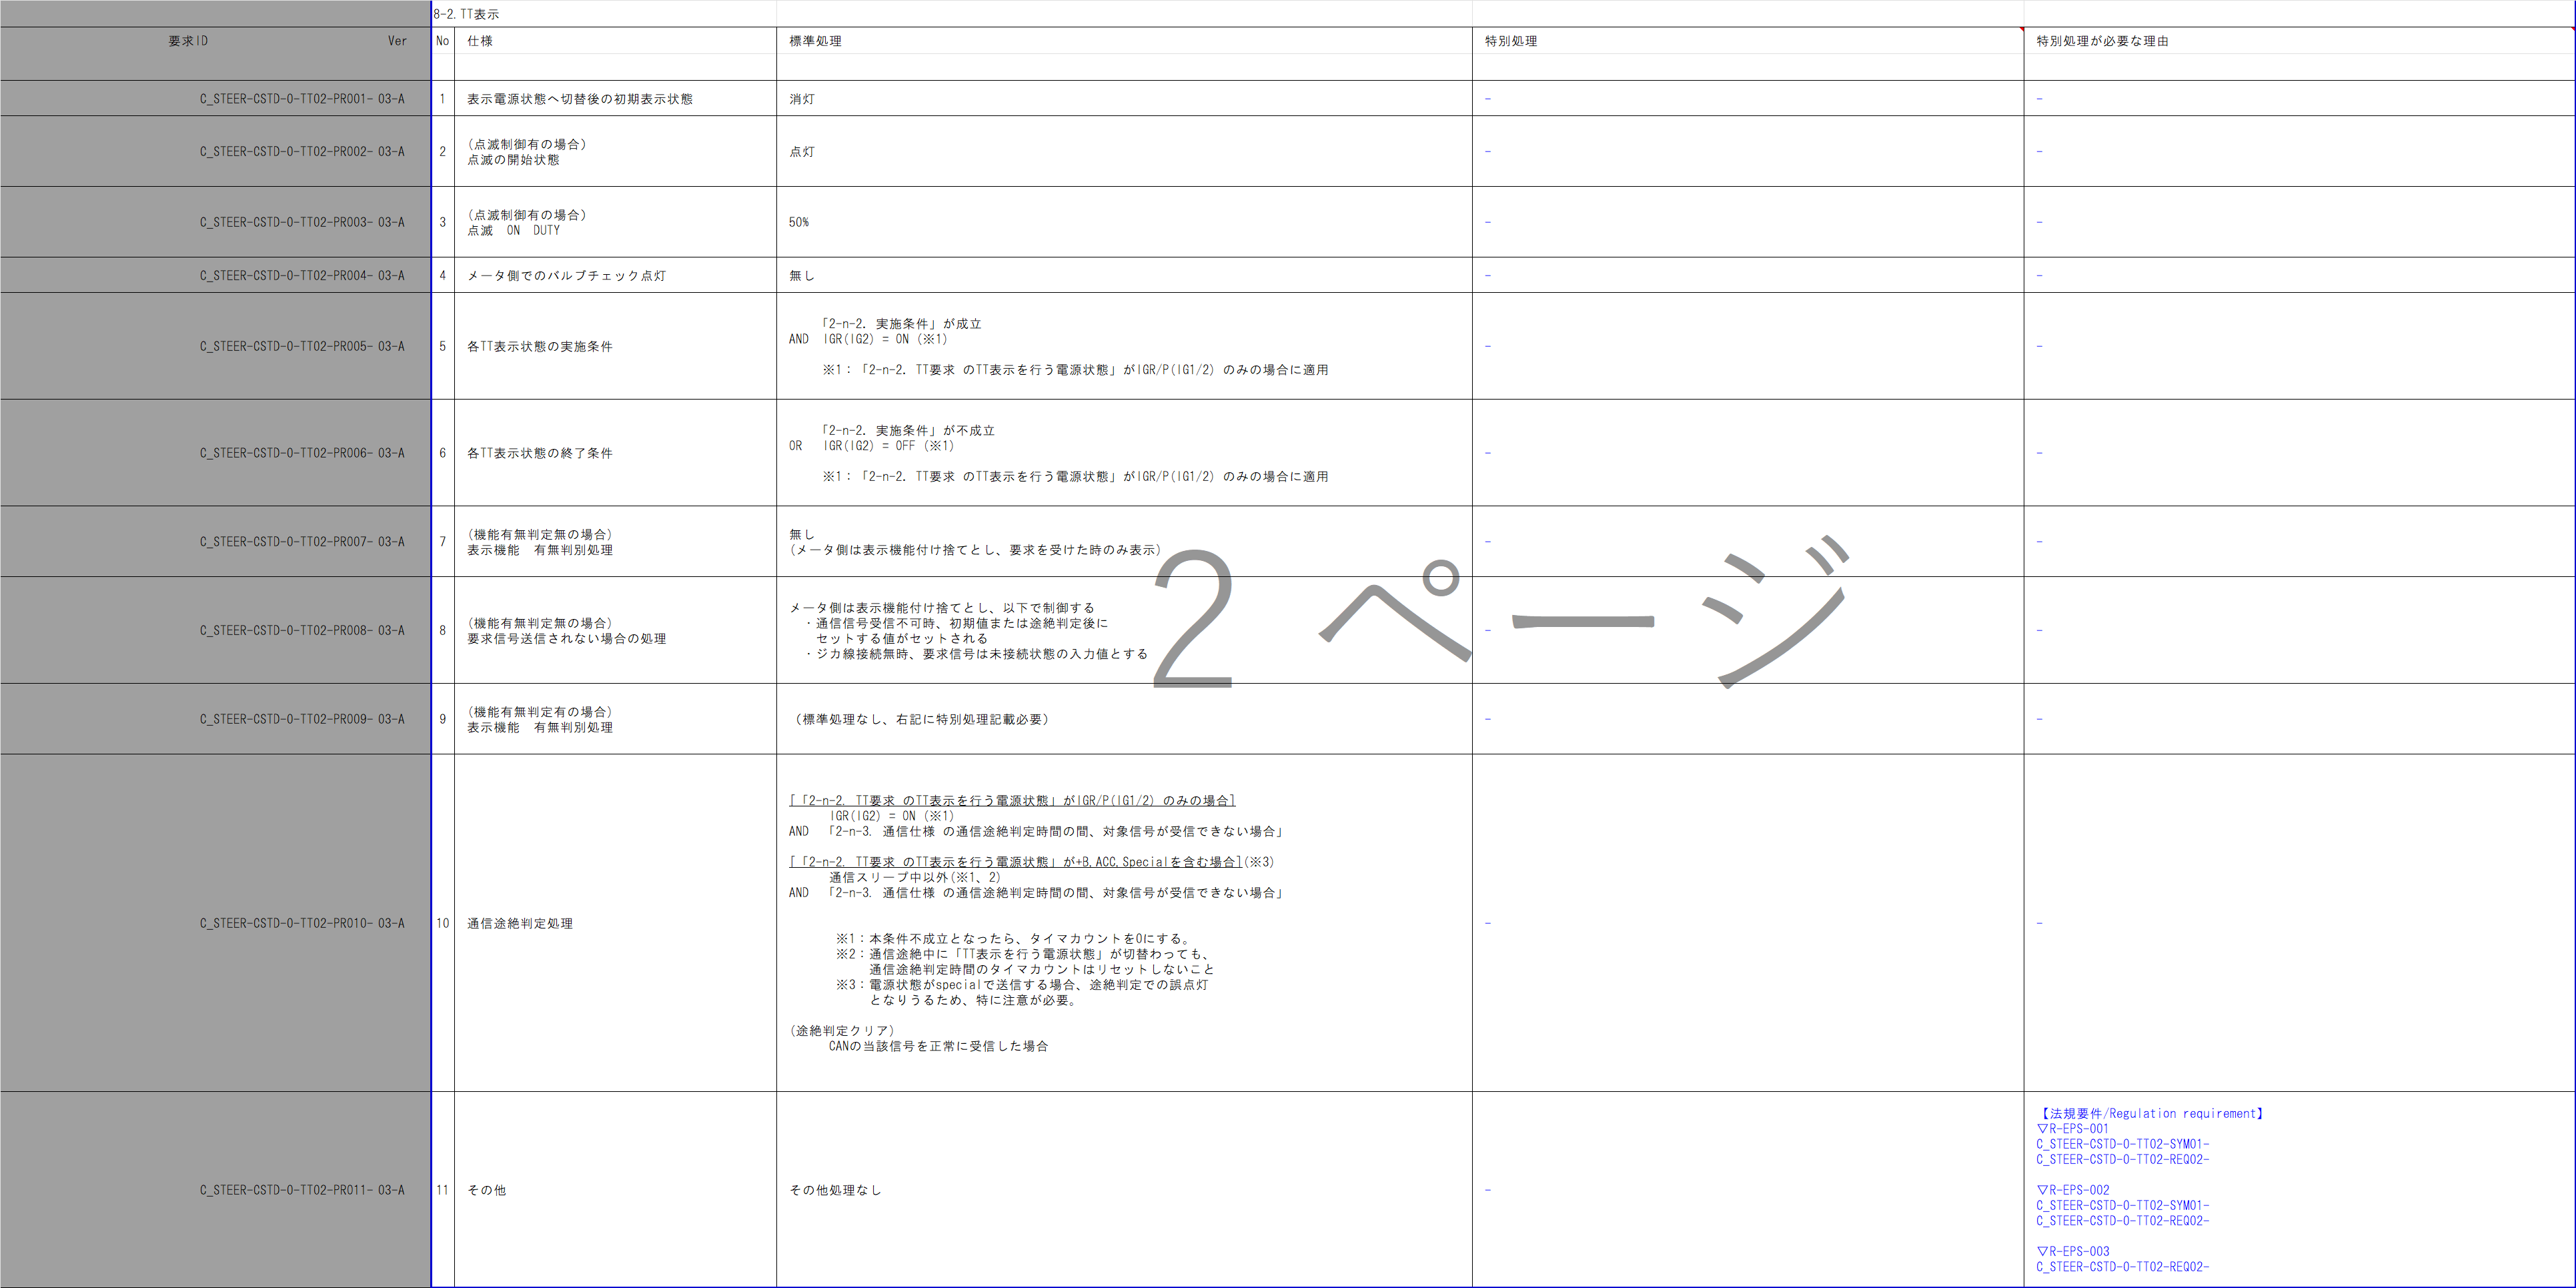 8-2.TT表示
要求ID Ver No 仕様 標準処理 特別処理 特別処理が必要な理由
C_STEER-CSTD-0-TT02-PR001- 03-A 1 表示電源状態へ切替後の初期表示状態 消灯 - -
C_STEER-CSTD-0-TT02-PR002- 03-A 2 (点滅制御有の場合)
点滅の開始状態 点灯 - -
C_STEER-CSTD-0-TT02-PR003- 03-A 3 (点滅制御有の場合)
点滅　ON　DUTY 50% - -
C_STEER-CSTD-0-TT02-PR004- 03-A 4 メータ側でのバルブチェック点灯 無し - -
C_STEER-CSTD-0-TT02-PR005- 03-A 5 各TT表示状態の実施条件
「2-n-2. 実施条件」が成立
AND IGR(IG2) = ON (※1)
※1：「2-n-2. TT要求 のTT表示を行う電源状態」がIGR/P(IG1/2) のみの場合に適用
- -
C_STEER-CSTD-0-TT02-PR006- 03-A 6 各TT表示状態の終了条件
「2-n-2. 実施条件」が不成立
OR IGR(IG2) = OFF (※1)
※1：「2-n-2. TT要求 のTT表示を行う電源状態」がIGR/P(IG1/2) のみの場合に適用
- -
C_STEER-CSTD-0-TT02-PR007- 03-A 7 (機能有無判定無の場合)
表示機能　有無判別処理
無し
(メータ側は表示機能付け捨てとし、要求を受けた時のみ表示)
- -
C_STEER-CSTD-0-TT02-PR008- 03-A 8 (機能有無判定無の場合)
要求信号送信されない場合の処理
メータ側は表示機能付け捨てとし、以下で制御する
・通信信号受信不可時、初期値または途絶判定後に
セットする値がセットされる
・ジカ線接続無時、要求信号は未接続状態の入力値とする
- -
2 ページ
C_STEER-CSTD-0-TT02-PR009- 03-A 9 (機能有無判定有の場合)
表示機能　有無判別処理
（標準処理なし、右記に特別処理記載必要）
- -
C_STEER-CSTD-0-TT02-PR010- 03-A 10 通信途絶判定処理
[「2-n-2. TT要求 のTT表示を行う電源状態」がIGR/P(IG1/2) のみの場合]
IGR(IG2) = ON (※1)
AND 「2-n-3. 通信仕様 の通信途絶判定時間の間、対象信号が受信できない場合」
[「2-n-2. TT要求 のTT表示を行う電源状態」が+B,ACC,Specialを含む場合](※3)
通信スリープ中以外(※1、2)
AND 「2-n-3. 通信仕様 の通信途絶判定時間の間、対象信号が受信できない場合」
※1：本条件不成立となったら、タイマカウントを0にする。
※2：通信途絶中に「TT表示を行う電源状態」が切替わっても、
通信途絶判定時間のタイマカウントはリセットしないこと
※3：電源状態がspecialで送信する場合、途絶判定での誤点灯
となりうるため、特に注意が必要。
(途絶判定クリア)
CANの当該信号を正常に受信した場合
- -
C_STEER-CSTD-0-TT02-PR011- 03-A 11 その他 その他処理なし -
【法規要件/Regulation requirement】
▽R-EPS-001
C_STEER-CSTD-0-TT02-SYM01-
C_STEER-CSTD-0-TT02-REQ02-
▽R-EPS-002
C_STEER-CSTD-0-TT02-SYM01-
C_STEER-CSTD-0-TT02-REQ02-
▽R-EPS-003
C_STEER-CSTD-0-TT02-REQ02-